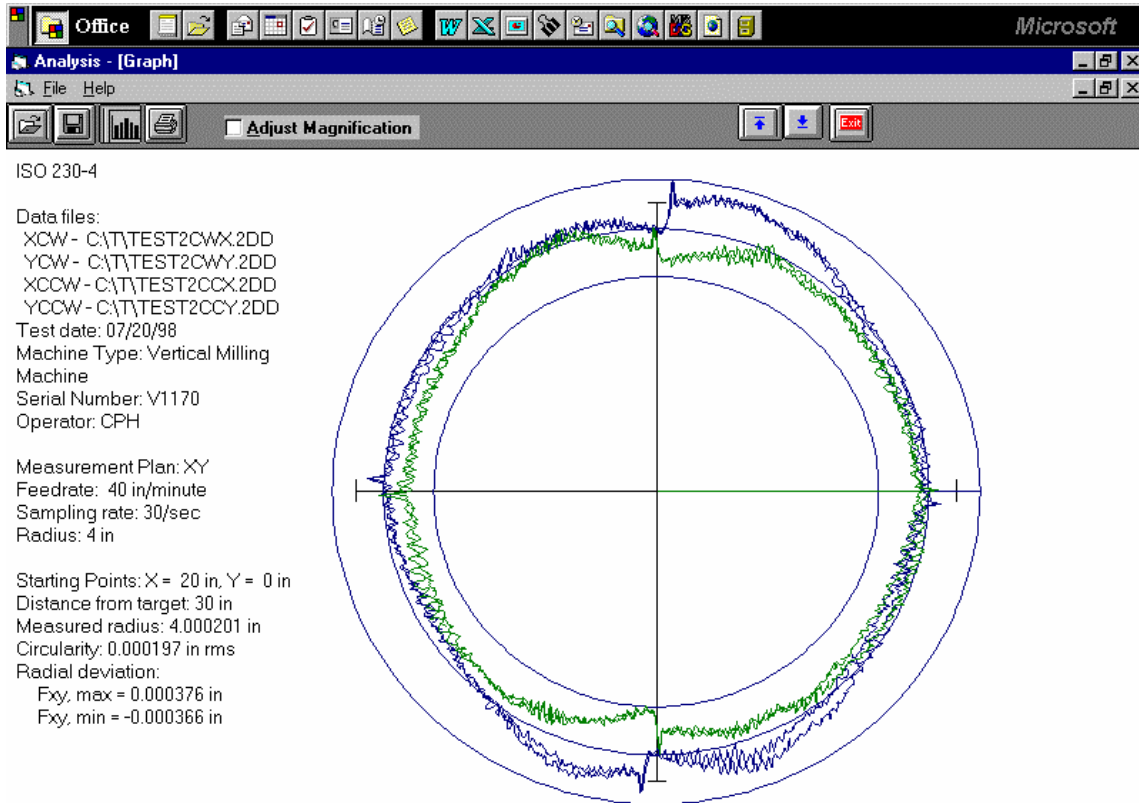 Office
Microsoft
Analysis - [Graph]
File Help
Adjust Magnification
Exit
ISO 230-4
Data files:
XCW - C:\T\TEST2CWX.2DD
YCW - C:\T\TEST2CWY.2DD
XCCW - C:\T\TEST2CCX.2DD
YCCW - C:\T\TEST2CCY.2DD
Test date: 07/20/98
Machine Type: Vertical Milling
Machine
Serial Number: V1170
Operator: CPH
Measurement Plan: XY
Feedrate: 40 in/minute
Sampling rate: 30/sec
Radius: 4 in
Starting Points: X = 20 in, Y = 0 in
Distance from target: 30 in
Measured radius: 4.000201 in
Circularity: 0.000197 in rms
Radial deviation:
Fxy, max = 0.000376 in
Fxy, min = -0.000366 in